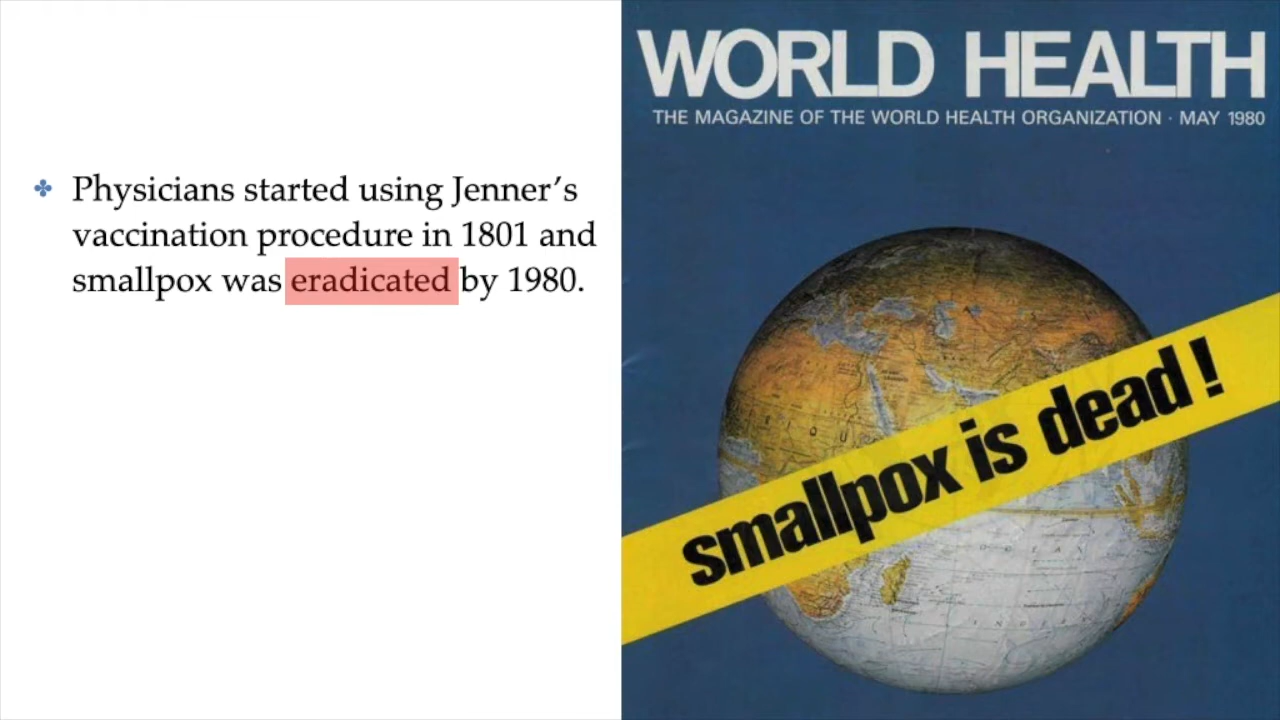 Physicians started using Jenner’s
vaccination procedure in 1801 and
smallpox was eradicated by 1980.
WORLD HEALTH
THE MAGAZINE OF THE WORLD HEALTH ORGANIZATION · MAY 1980
smallpox is dead !